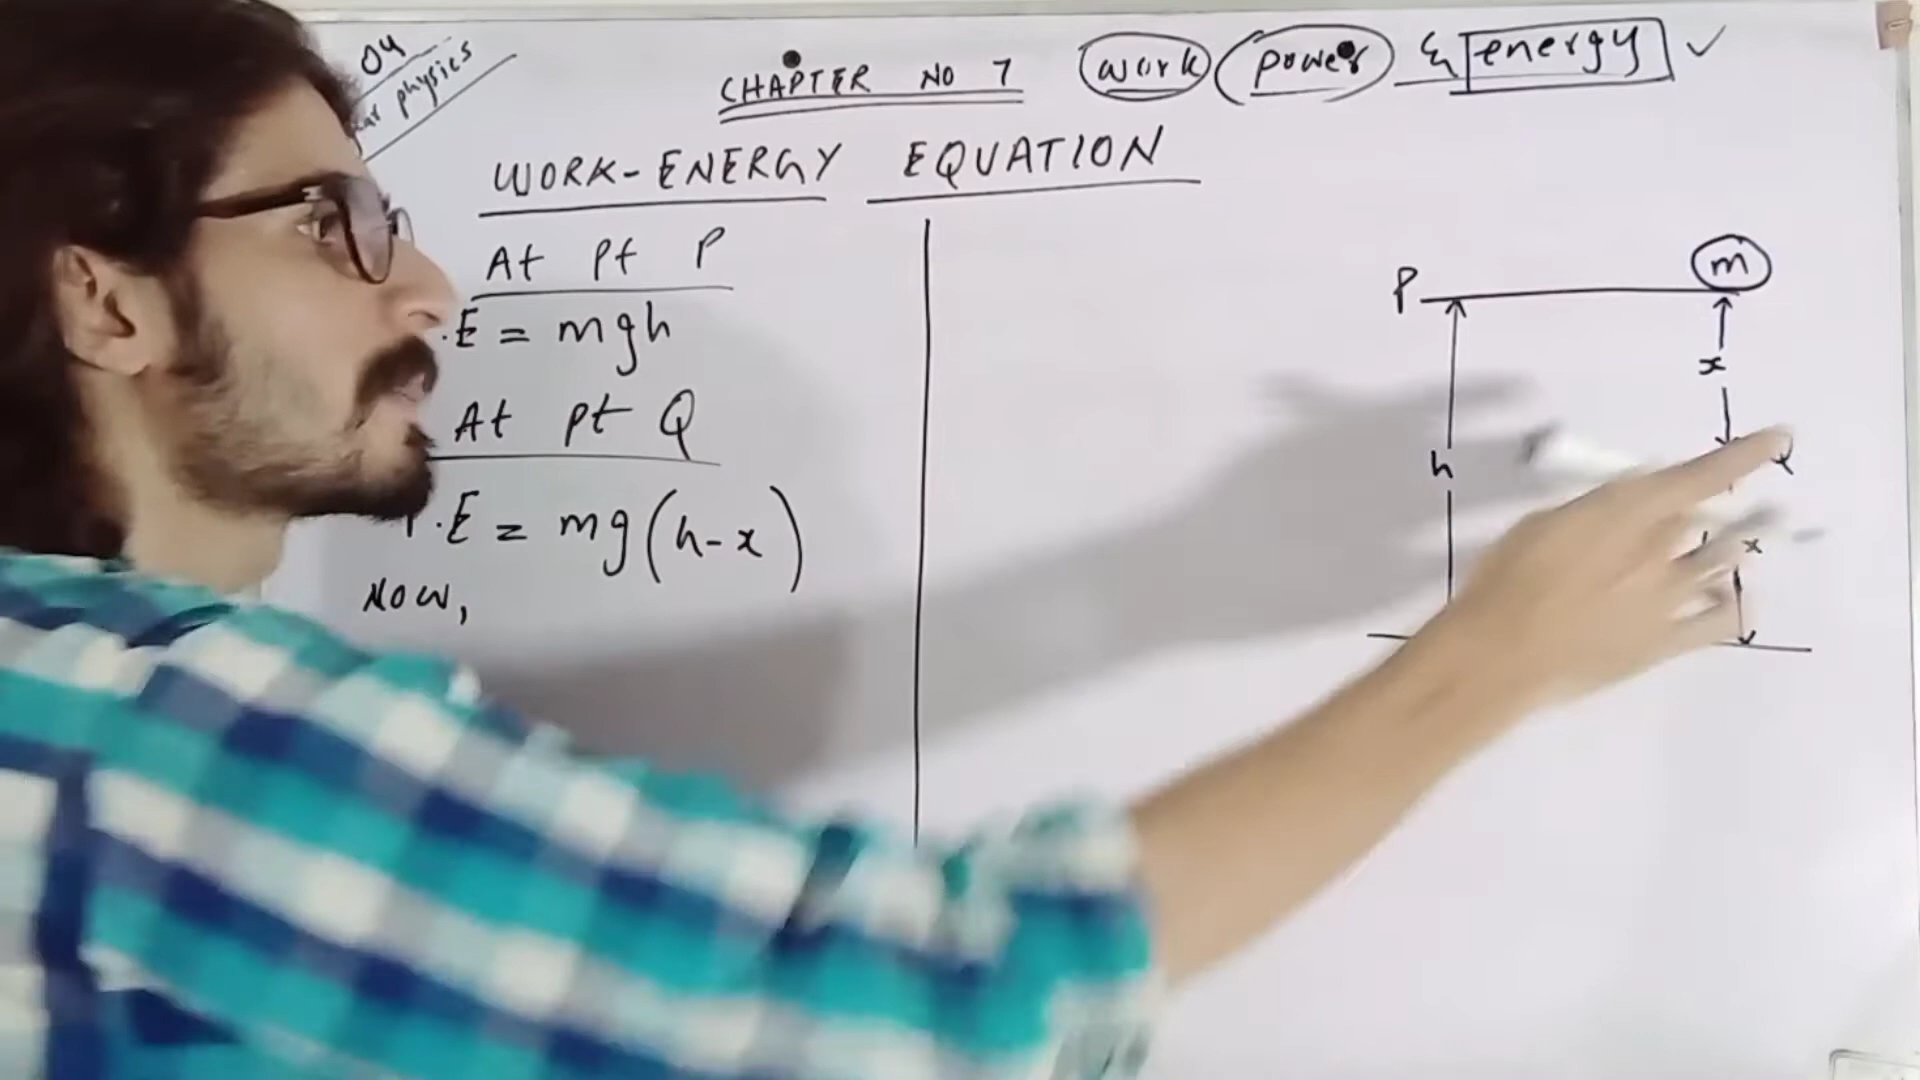 04
physics
CHAPTER NO 7 work power & energy ✓
WORK-ENERGY EQUATION
At Pt P
.E = mgh
At pt Q
.E = mg(h-x)
NOW,
P
m
x
h
Q
x